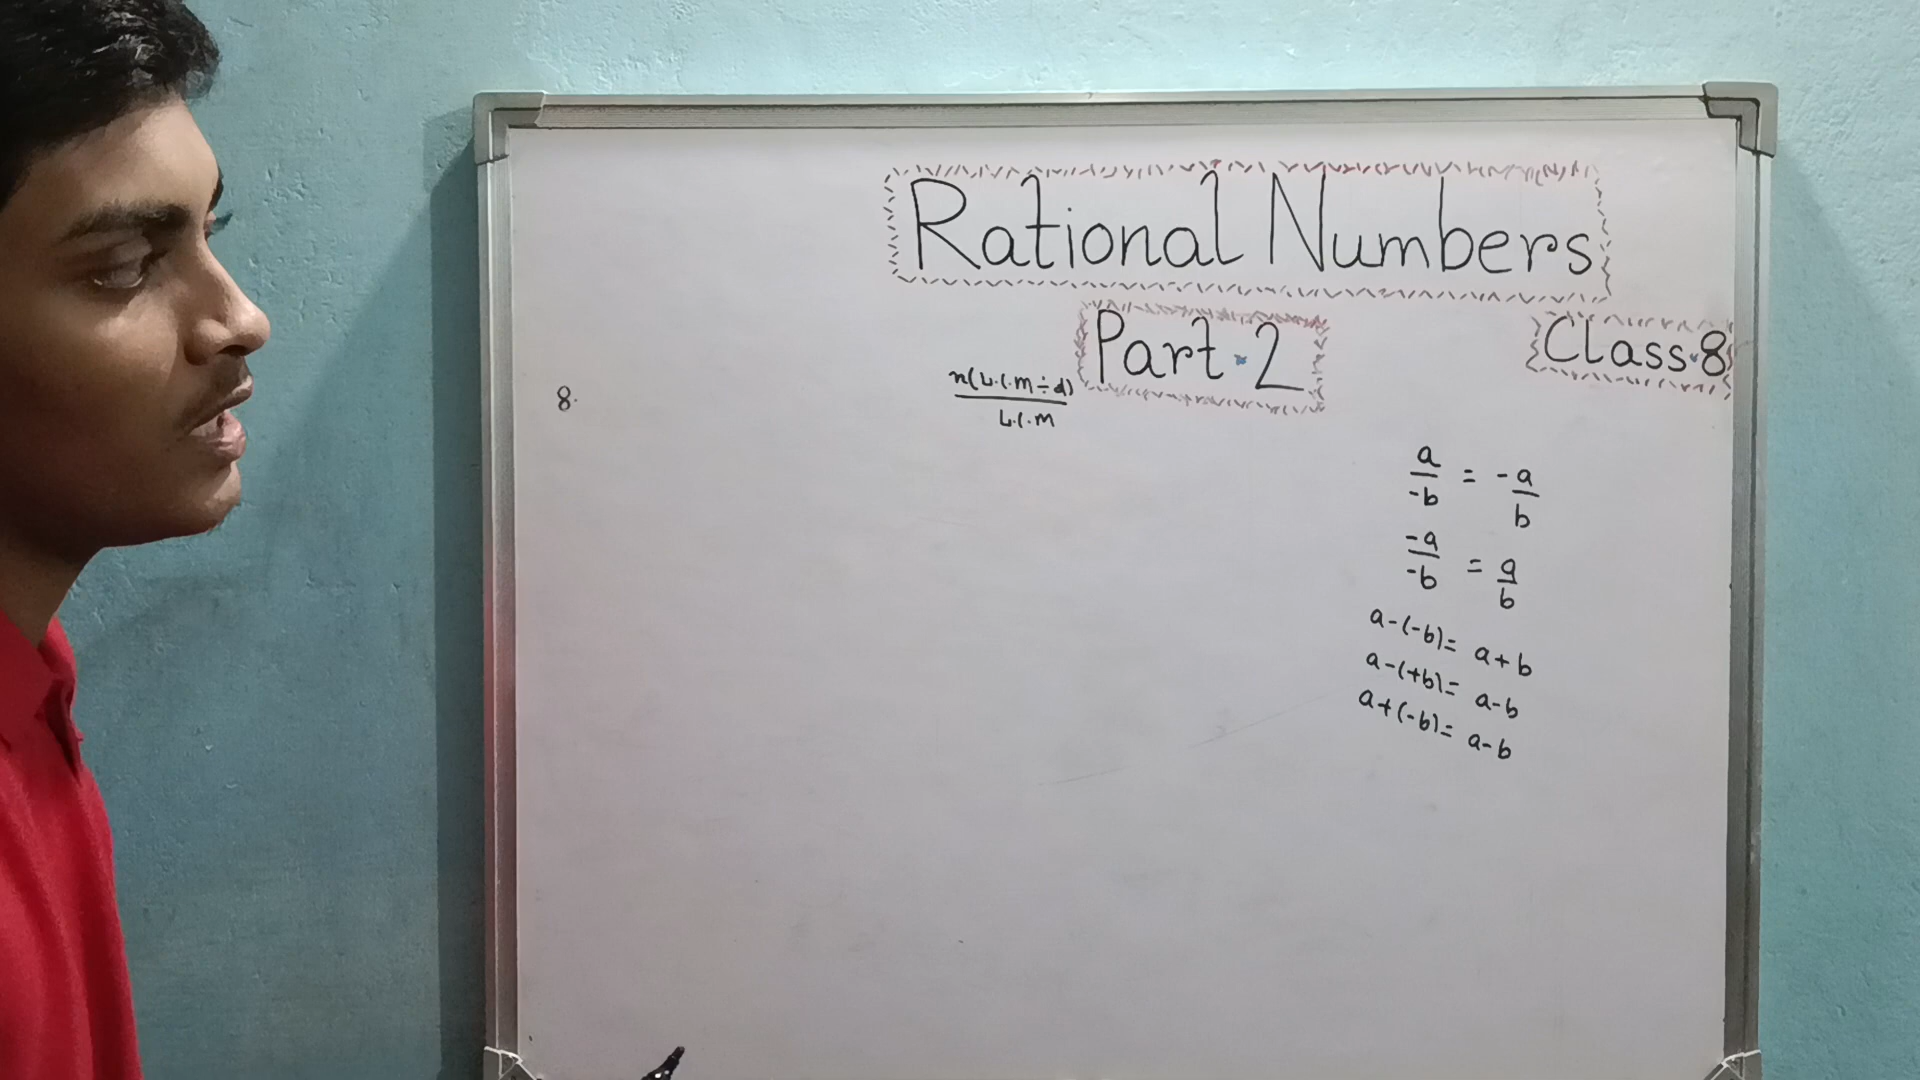 Rational Numbers
Part-2
Class-8
8.
n(L.C.M÷d)
L.C.M
a/-b = -a/b
-a/-b = a/b
a-(-b)= a+b
a-(+b)= a-b
a+(-b)= a-b